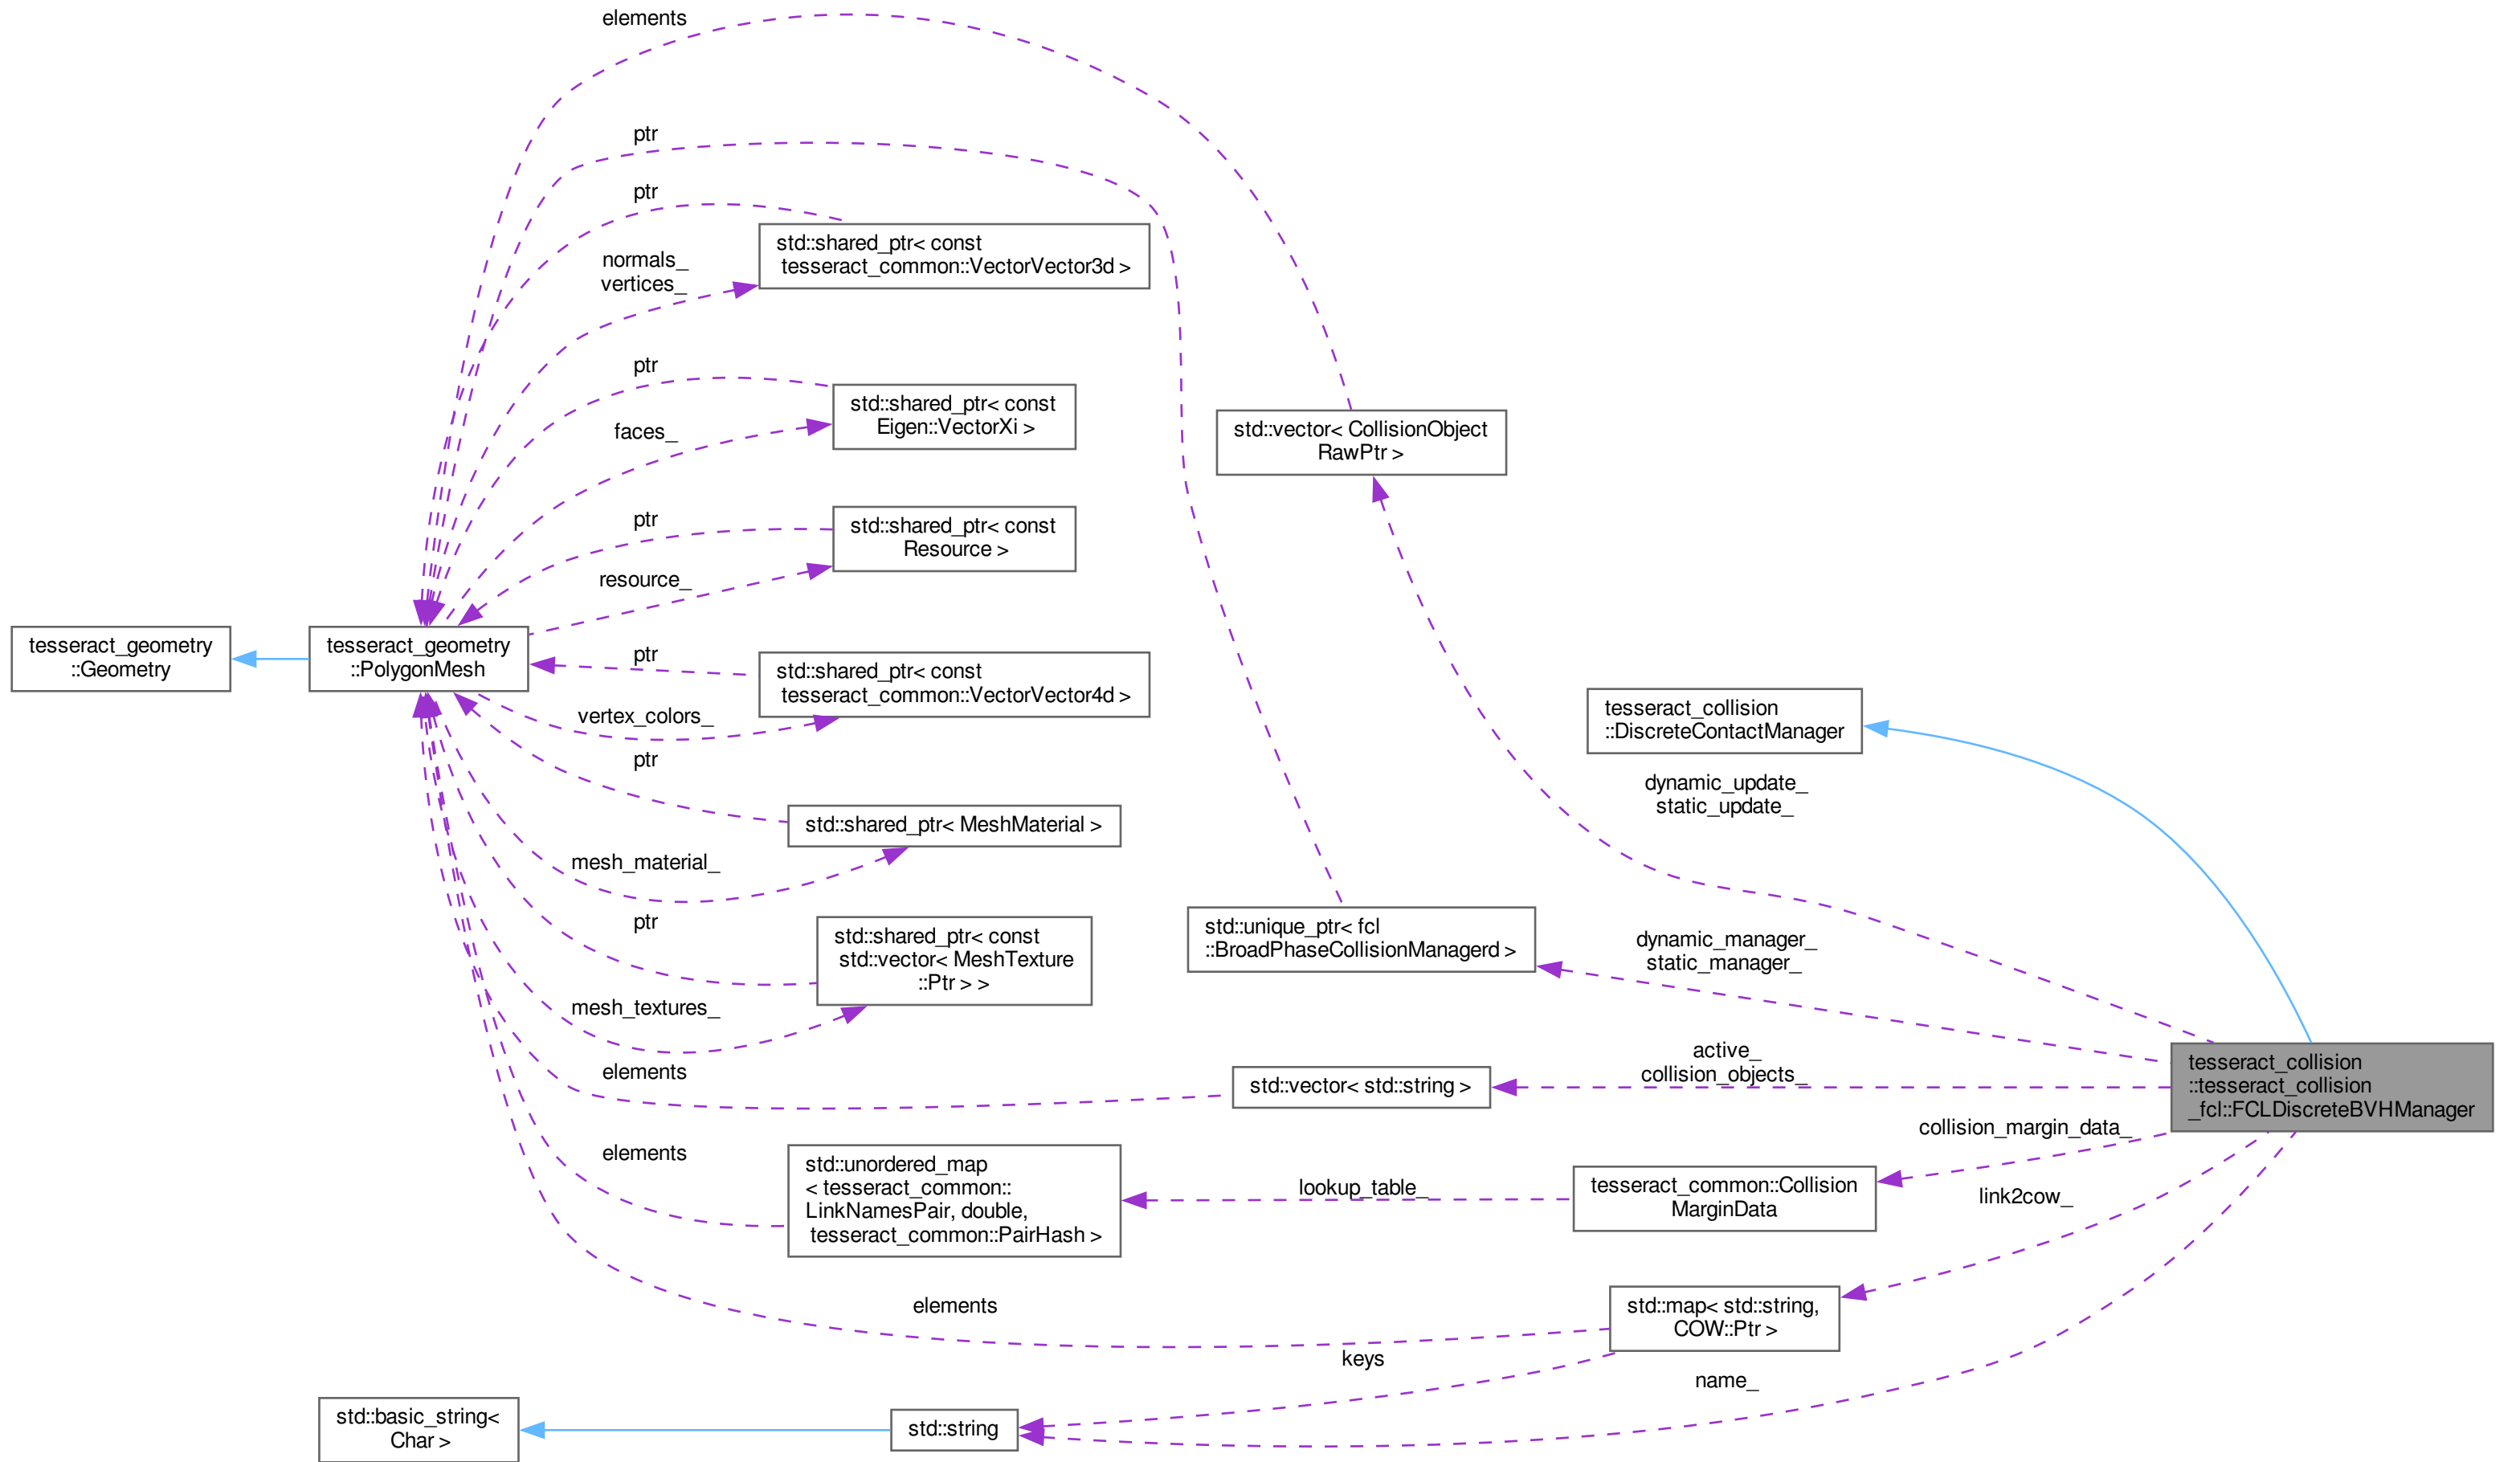 elements
ptr
ptr
std::shared_ptr< const
tesseract_common::VectorVector3d >
normals_
vertices_
ptr
std::shared_ptr< const
Eigen::VectorXi >
faces_
std::vector< CollisionObject
RawPtr >
ptr
std::shared_ptr< const
Resource >
resource_
tesseract_geometry
::Geometry
tesseract_geometry
::PolygonMesh
ptr
std::shared_ptr< const
tesseract_common::VectorVector4d >
vertex_colors_
tesseract_collision
::DiscreteContactManager
ptr
dynamic_update_
static_update_
std::shared_ptr< MeshMaterial >
mesh_material_
ptr
std::shared_ptr< const
std::vector< MeshTexture
::Ptr > >
std::unique_ptr< fcl
::BroadPhaseCollisionManagerd >
dynamic_manager_
static_manager_
mesh_textures_
elements
std::vector< std::string >
active_
collision_objects_
tesseract_collision
::tesseract_collision
_fcl::FCLDiscreteBVHManager
collision_margin_data_
elements
std::unordered_map
< tesseract_common::
LinkNamesPair, double,
tesseract_common::PairHash >
lookup_table_
tesseract_common::Collision
MarginData
link2cow_
elements
std::map< std::string,
COW::Ptr >
keys
name_
std::basic_string<
Char >
std::string